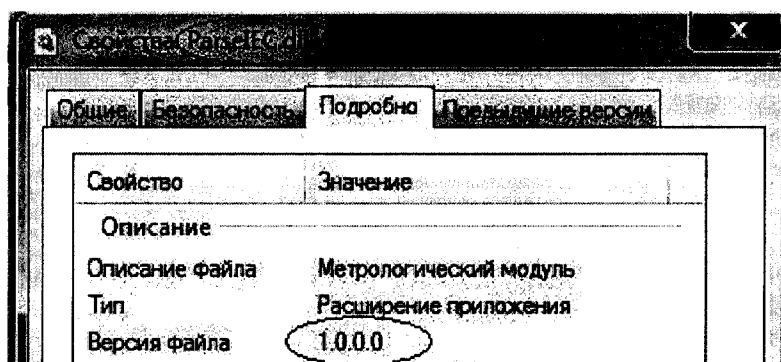 Свойства: ParseFC.dll
Общие Безопасность Подробно Предыдущие версии
Свойство Значение
Описание
Описание файла Метрологический модуль
Тип Расширение приложения
Версия файла 1.0.0.0